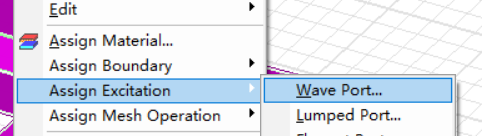 Edit
Assign Material...
Assign Boundary
Assign Excitation
Assign Mesh Operation
Wave Port...
Lumped Port...